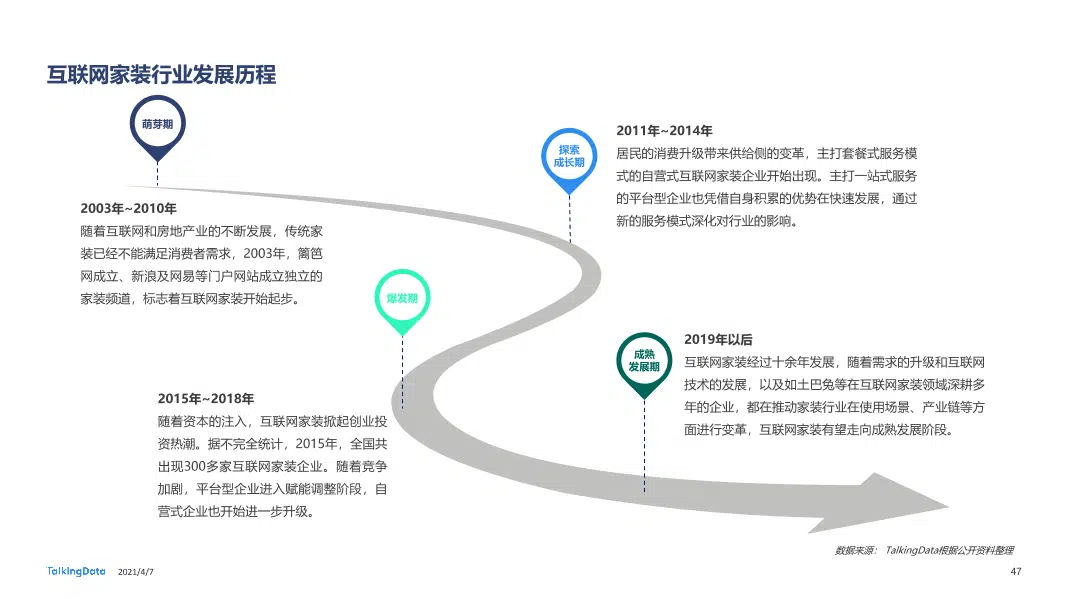 互联网家装行业发展历程
萌芽期
2003年~2010年
随着互联网和房地产业的不断发展，传统家
装已经不能满足消费者需求，2003年，篱笆
网成立、新浪及网易等门户网站成立独立的
家装频道，标志着互联网家装开始起步。
探索
成长期
2011年~2014年
居民的消费升级带来供给侧的变革，主打套餐式服务模
式的自营式互联网家装企业开始出现。主打一站式服务
的平台型企业也凭借自身积累的优势在快速发展，通过
新的服务模式深化对行业的影响。
爆发期
2015年~2018年
随着资本的注入，互联网家装掀起创业投
资热潮。据不完全统计，2015年，全国共
出现300多家互联网家装企业。随着竞争
加剧，平台型企业进入赋能调整阶段，自
营式企业也开始进一步升级。
成熟
发展期
2019年以后
互联网家装经过十余年发展，随着需求的升级和互联网
技术的发展，以及如土巴兔等在互联网家装领域深耕多
年的企业，都在推动家装行业在使用场景、产业链等方
面进行变革，互联网家装有望走向成熟发展阶段。
数据来源： TalkingData根据公开资料整理
TalkingData 2021/4/7
47